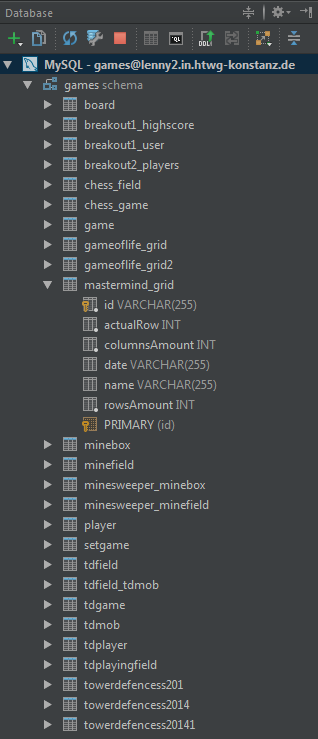 Database
QL
DDL
MySQL - games@lenny2.in.htwg-konstanz.de
games schema
board
breakout1_highscore
breakout1_user
breakout2_players
chess_field
chess_game
game
gameoflife_grid
gameoflife_grid2
mastermind_grid
id VARCHAR(255)
actualRow INT
columnsAmount INT
date VARCHAR(255)
name VARCHAR(255)
rowsAmount INT
PRIMARY (id)
minebox
minefield
minesweeper_minebox
minesweeper_minefield
player
setgame
tdfield
tdfield_tdmob
tdgame
tdmob
tdplayer
tdplayingfield
towerdefencess201
towerdefencess2014
towerdefencess20141